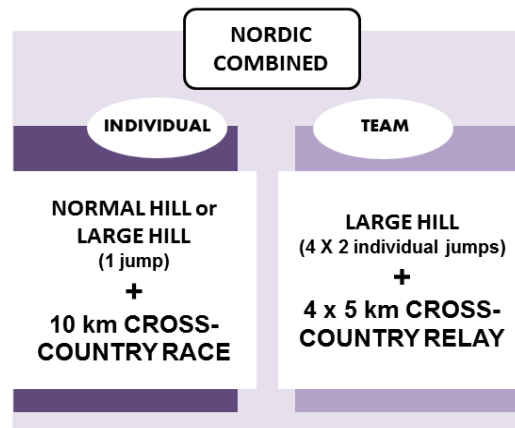 NORDIC
COMBINED
INDIVIDUAL
TEAM
NORMAL HILL or
LARGE HILL
(1 jump)
+
10 km CROSS-
COUNTRY RACE
LARGE HILL
(4 X 2 individual jumps)
+
4 x 5 km CROSS-
COUNTRY RELAY